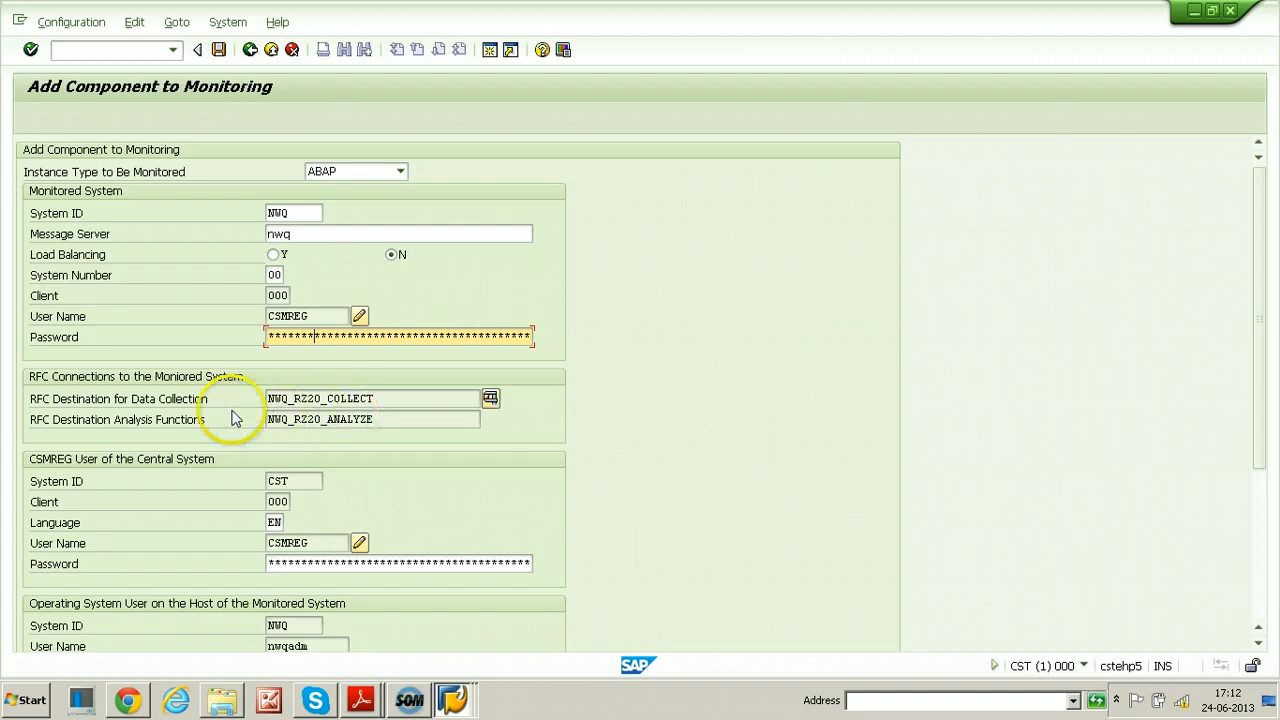 Configuration Edit Goto System Help
Add Component to Monitoring
Add Component to Monitoring
Instance Type to Be Monitored ABAP
Monitored System
System ID NWQ
Message Server nwq
Load Balancing Y N
System Number 00
Client 000
User Name CSMREG
Password ****************************************
RFC Connections to the Moniored System
RFC Destination for Data Collection NWQ_RZ20_COLLECT
RFC Destination Analysis Functions NWQ_RZ20_ANALYZE
CSMREG User of the Central System
System ID CST
Client 000
Language EN
User Name CSMREG
Password ****************************************
Operating System User on the Host of the Monitored System
System ID NWQ
User Name nwqadm
SAP
CST (1) 000 cstehp5 INS
Start SOM Address 17:12
24-06-2013